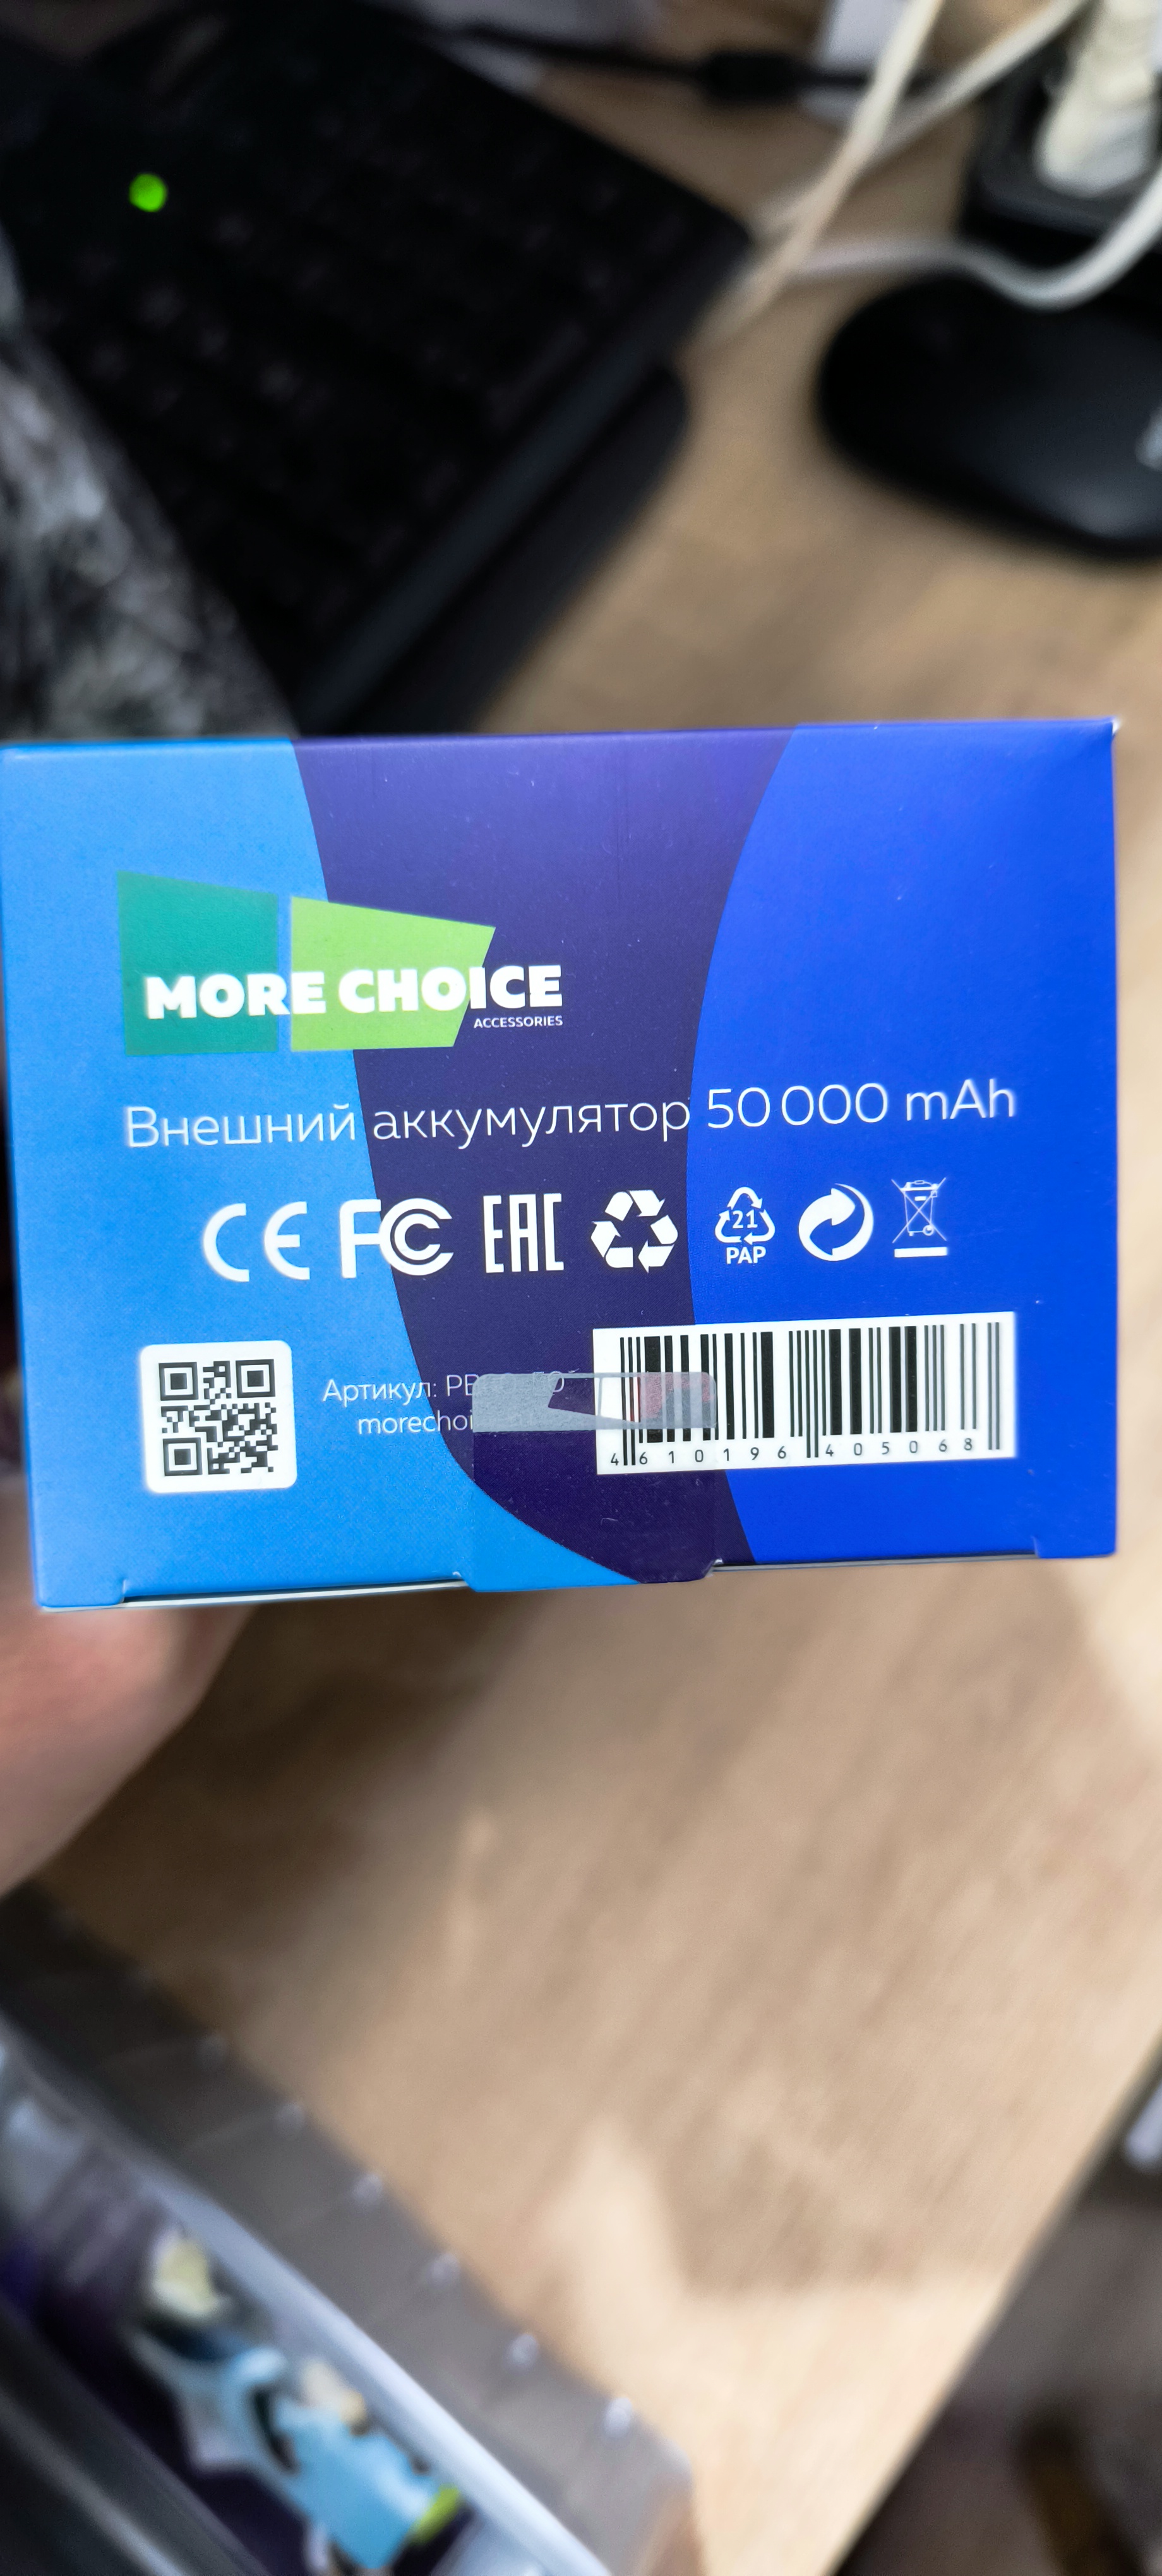 MORE CHOICE
ACCESSORIES
Внешний аккумулятор 50 000 mAh
CE FC EAC 21
PAP
Артикул:
4 610196 405068